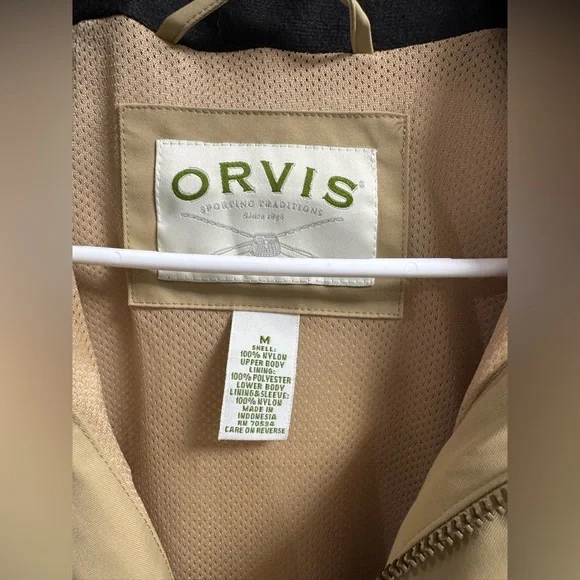 ORVIS®
SPORTING TRADITIONS
Since 1856
M
SHELL:
100% NYLON
UPPER BODY
LINING:
100% POLYESTER
LOWER BODY
LINING&SLEEVE:
100% NYLON
MADE IN
INDONESIA
RN 70534
CARE ON REVERSE